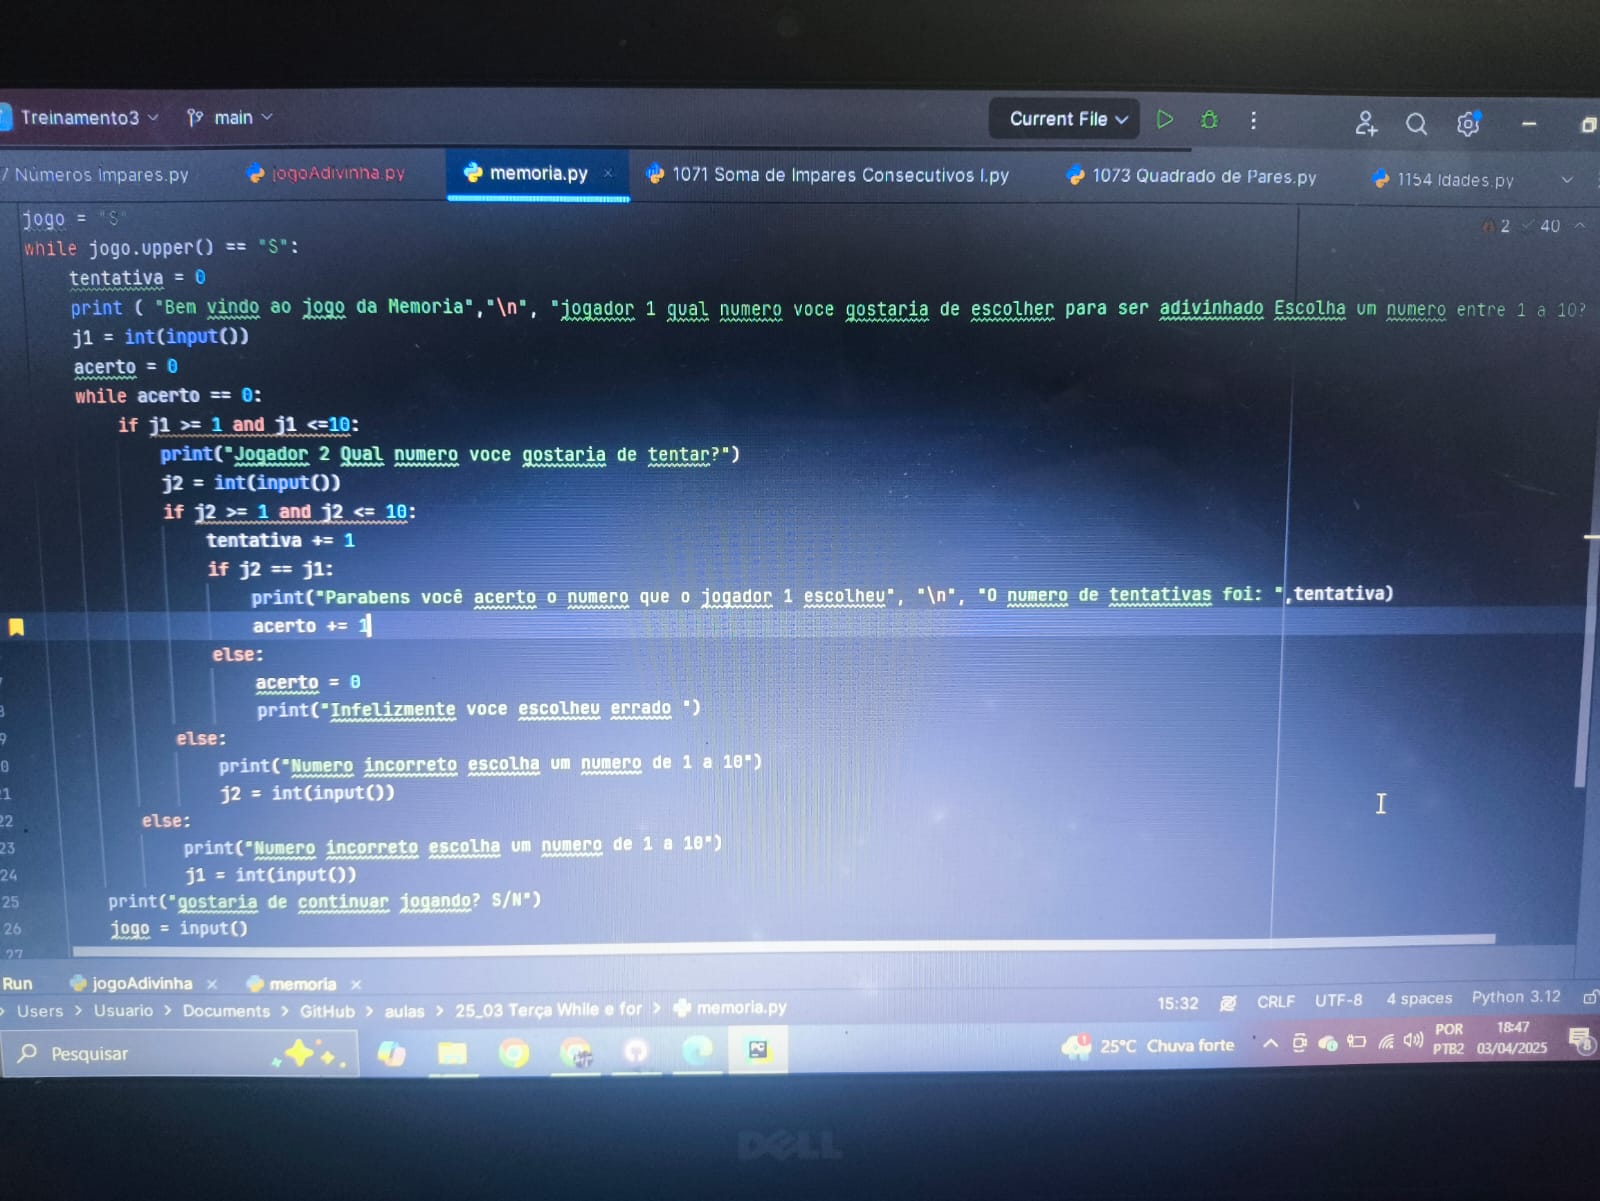 Treinamento3 main Current File
Números impares.py jogoAdivinha.py memoria.py 1071 Soma de Impares Consecutivos I.py 1073 Quadrado de Pares.py 1154 Idades.py
jogo = "S" 2 40
while jogo.upper() == "S":
tentativa = 0
print ( "Bem vindo ao jogo da Memoria","\n", "jogador 1 qual numero voce gostaria de escolher para ser adivinhado Escolha um numero entre 1 a 10?
j1 = int(input())
acerto = 0
while acerto == 0:
if j1 >= 1 and j1 <=10:
print("Jogador 2 Qual numero voce gostaria de tentar?")
j2 = int(input())
if j2 >= 1 and j2 <= 10:
tentativa += 1
if j2 == j1:
print("Parabens você acerto o numero que o jogador 1 escolheu", "\n", "O numero de tentativas foi: ",tentativa)
acerto += 1
else:
acerto = 0
print("Infelizmente voce escolheu errado ")
else:
print("Numero incorreto escolha um numero de 1 a 10")
j2 = int(input())
22 else:
23 print("Numero incorreto escolha um numero de 1 a 10")
24 j1 = int(input())
25 print("gostaria de continuar jogando? S/N")
26 jogo = input()
27
Run jogoAdivinha × memoria ×
Users > Usuario > Documents > GitHub > aulas > 25_03 Terça While e for > memoria.py 15:32 CRLF UTF-8 4 spaces Python 3.12
Pesquisar 25°C Chuva forte POR PTB2 18:47 03/04/2025 8
DELL